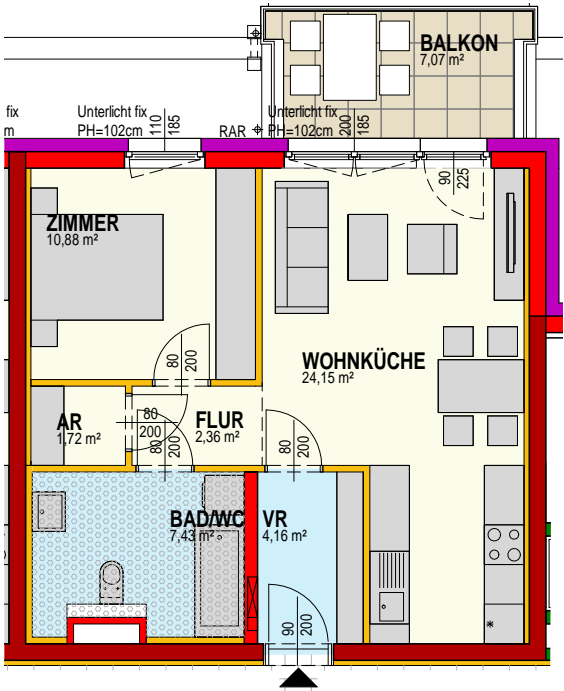 BALKON
7,07 m²
fix
m
Unterlicht fix
PH=102cm
110
185
RAR
Unterlicht fix
PH=102cm
200
185
90
225
ZIMMER
10,88 m²
80
200
WOHNKÜCHE
24,15 m²
AR
1,72 m²
80
200
FLUR
2,36 m²
80
200
80
200
BAD/WC
7,43 m²
VR
4,16 m²
90
200
*